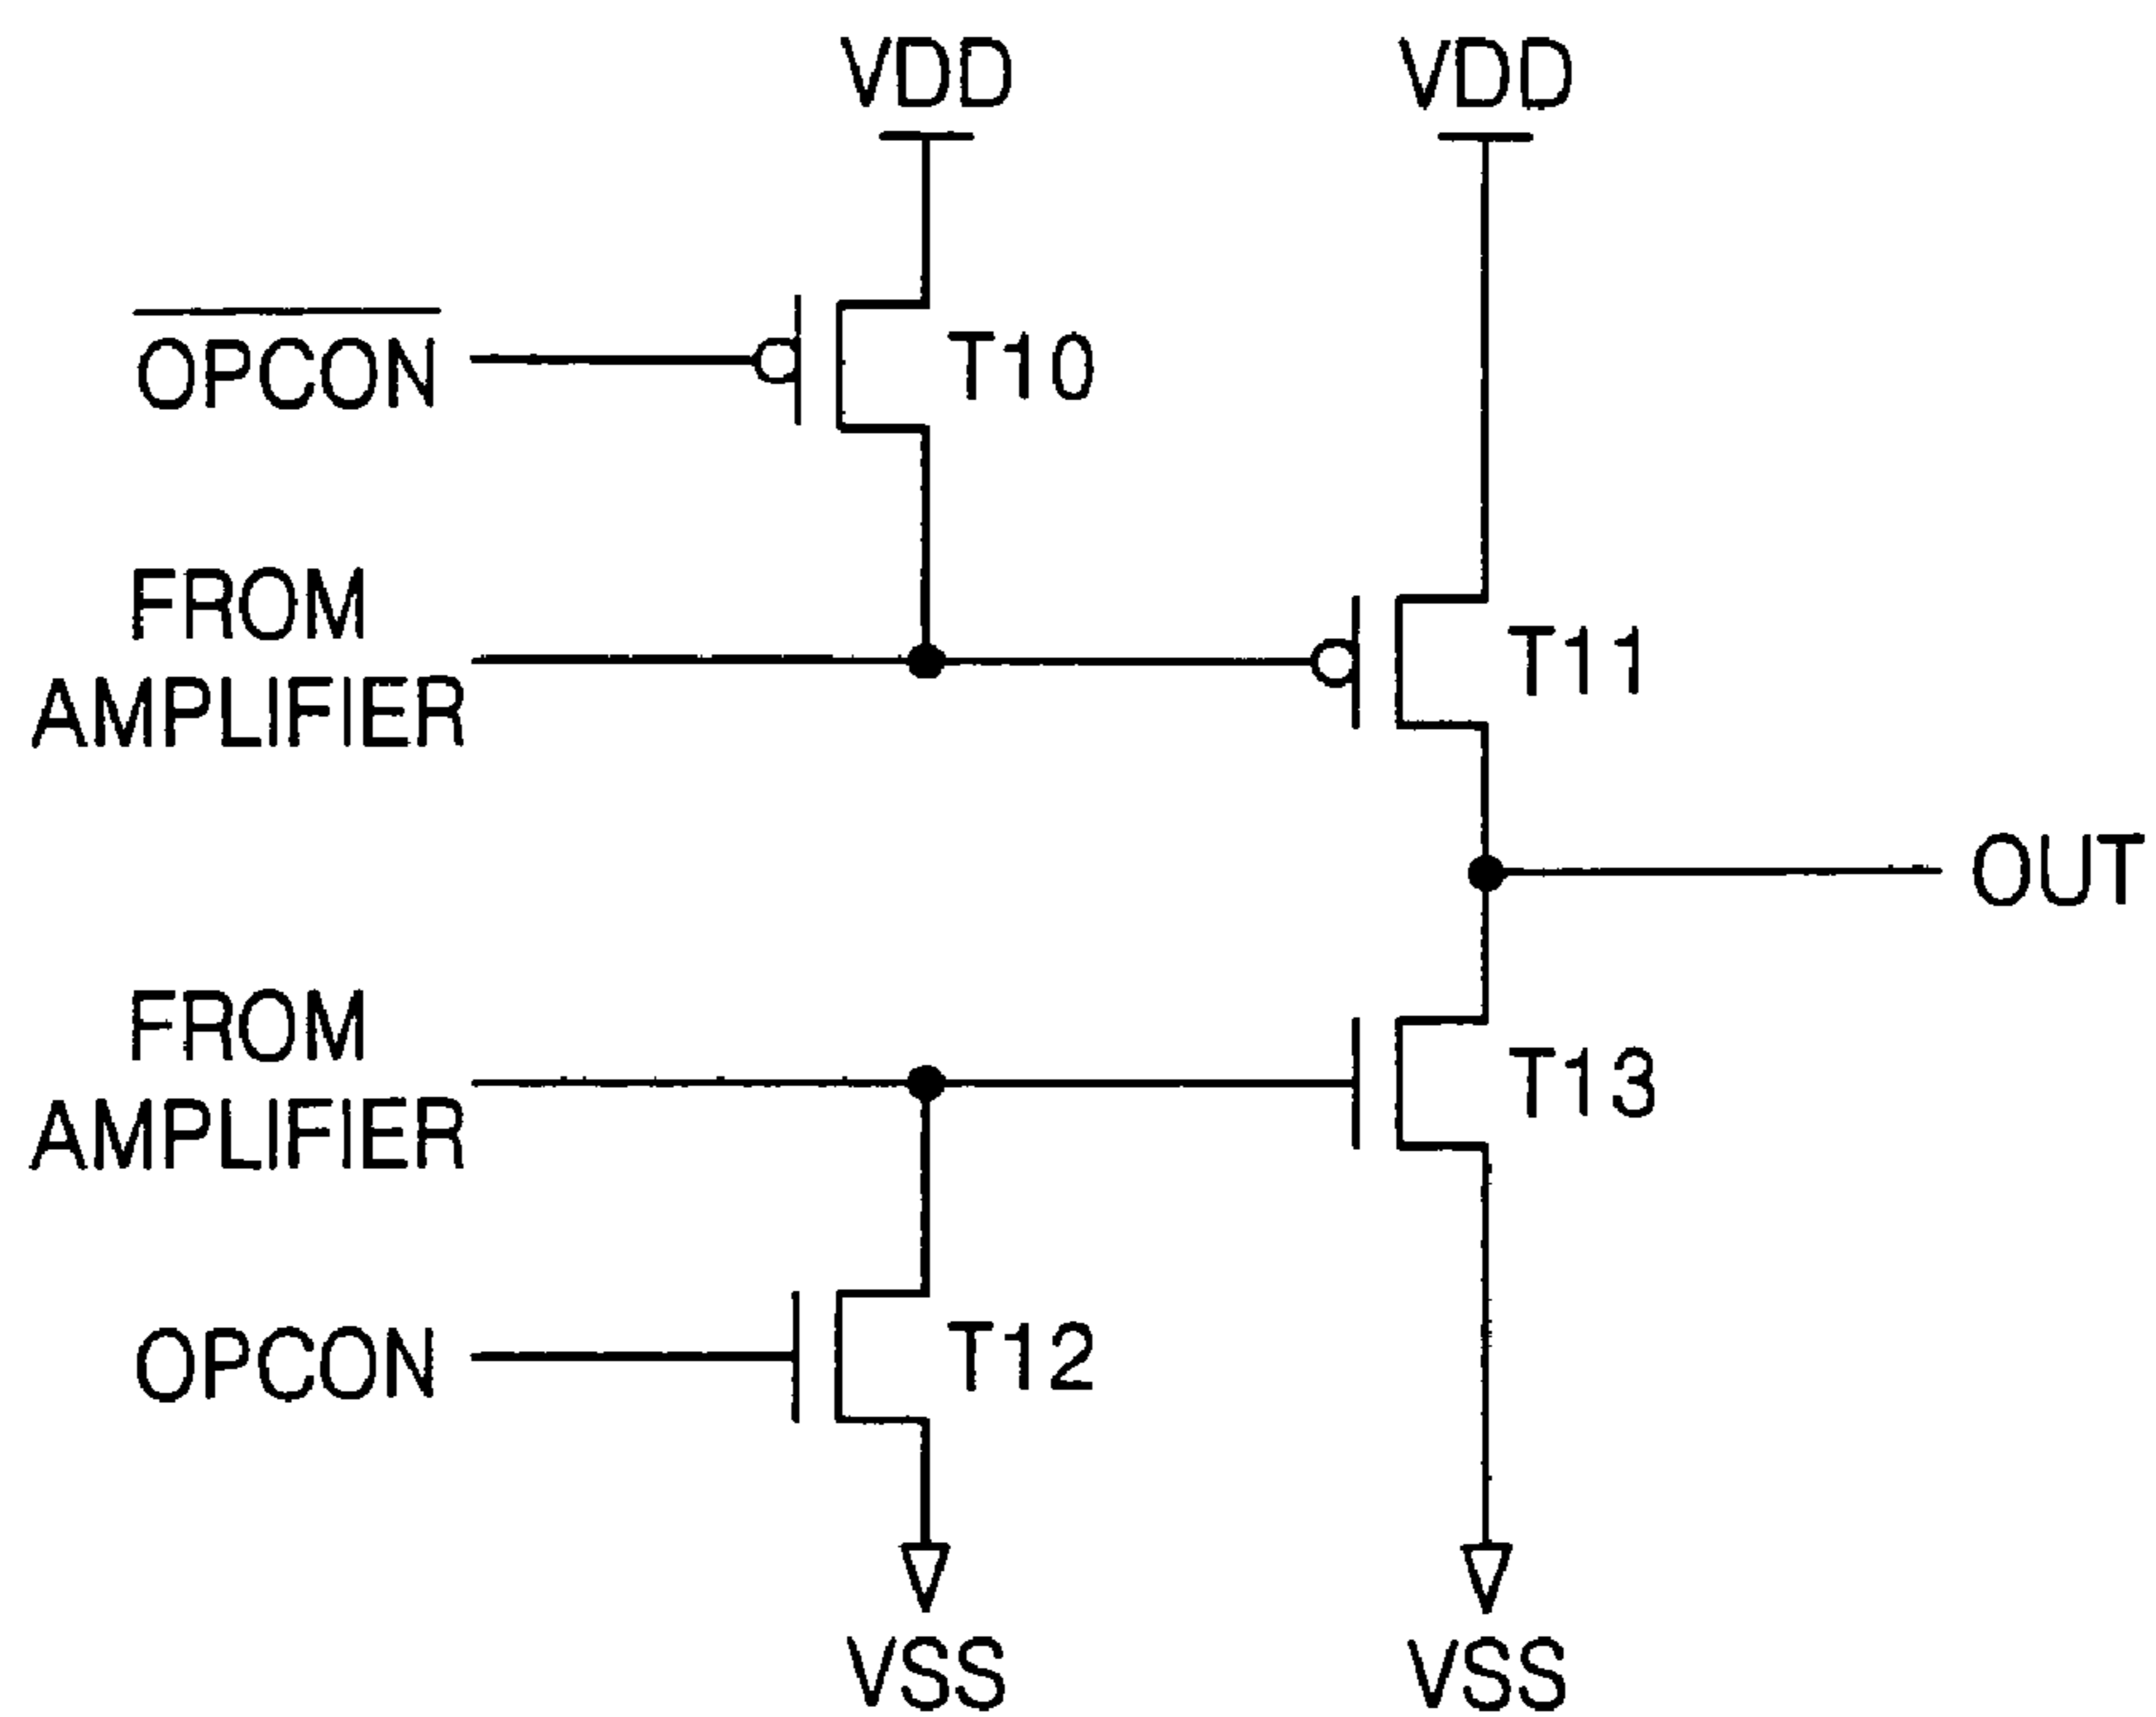 VDD VDD
OPCON
T10
FROM
AMPLIFIER
T11
OUT
FROM
AMPLIFIER
T13
OPCON
T12
VSS VSS